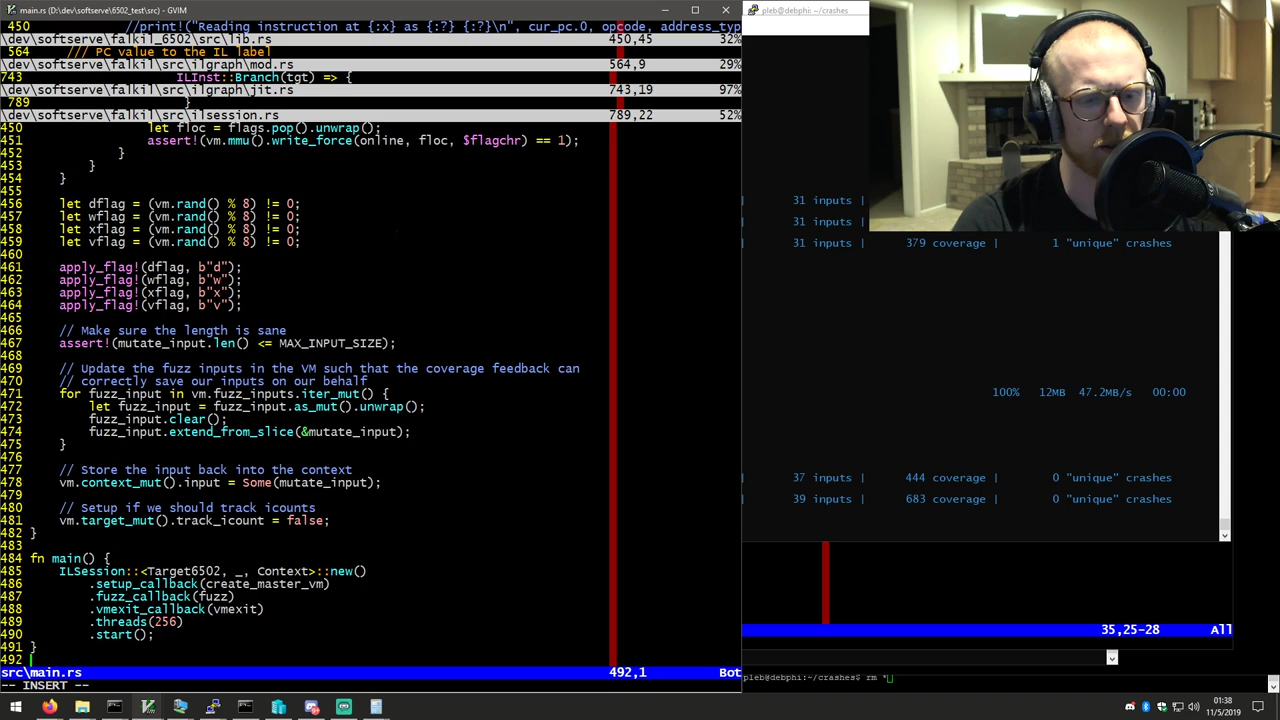 main.rs (D:\dev\softserve\6502_test\src) - GVIM
450 //print!("Reading instruction at {:x} as {:?} {:?}\n", cur_pc.0, opcode, address_typ
\dev\softserve\falkil_6502\src\lib.rs 450,45 32%
564 /// PC value to the IL label
\dev\softserve\falkil\src\ilgraph\mod.rs 564,9 29%
743 ILInst::Branch(tgt) => {
\dev\softserve\falkil\src\ilgraph\jit.rs 743,19 97%
789 }
\dev\softserve\falkil\src\ilsession.rs 789,22 52%
450 let floc = flags.pop().unwrap();
451 assert!(vm.mmu().write_force(online, floc, $flagchr) == 1);
452 }
453 }
454 }
455
456 let dflag = (vm.rand() % 8) != 0;
457 let wflag = (vm.rand() % 8) != 0;
458 let xflag = (vm.rand() % 8) != 0;
459 let vflag = (vm.rand() % 8) != 0;
460
461 apply_flag!(dflag, b"d");
462 apply_flag!(wflag, b"w");
463 apply_flag!(xflag, b"x");
464 apply_flag!(vflag, b"v");
465
466 // Make sure the length is sane
467 assert!(mutate_input.len() <= MAX_INPUT_SIZE);
468
469 // Update the fuzz inputs in the VM such that the coverage feedback can
470 // correctly save our inputs on our behalf
471 for fuzz_input in vm.fuzz_inputs.iter_mut() {
472 let fuzz_input = fuzz_input.as_mut().unwrap();
473 fuzz_input.clear();
474 fuzz_input.extend_from_slice(&mutate_input);
475 }
476
477 // Store the input back into the context
478 vm.context_mut().input = Some(mutate_input);
479
480 // Setup if we should track icounts
481 vm.target_mut().track_icount = false;
482 }
483
484 fn main() {
485 ILSession::<Target6502, _, Context>::new()
486 .setup_callback(create_master_vm)
487 .fuzz_callback(fuzz)
488 .vmexit_callback(vmexit)
489 .threads(256)
490 .start();
491 }
492
src\main.rs 492,1 Bot
-- INSERT --
pleb@debphi: ~/crashes
31 inputs |
31 inputs |
31 inputs | 379 coverage | 1 "unique" crashes
100% 12MB 47.2MB/s 00:00
37 inputs | 444 coverage | 0 "unique" crashes
39 inputs | 683 coverage | 0 "unique" crashes
35,25-28 All
pleb@debphi:~/crashes$ rm *
01:38
11/5/2019